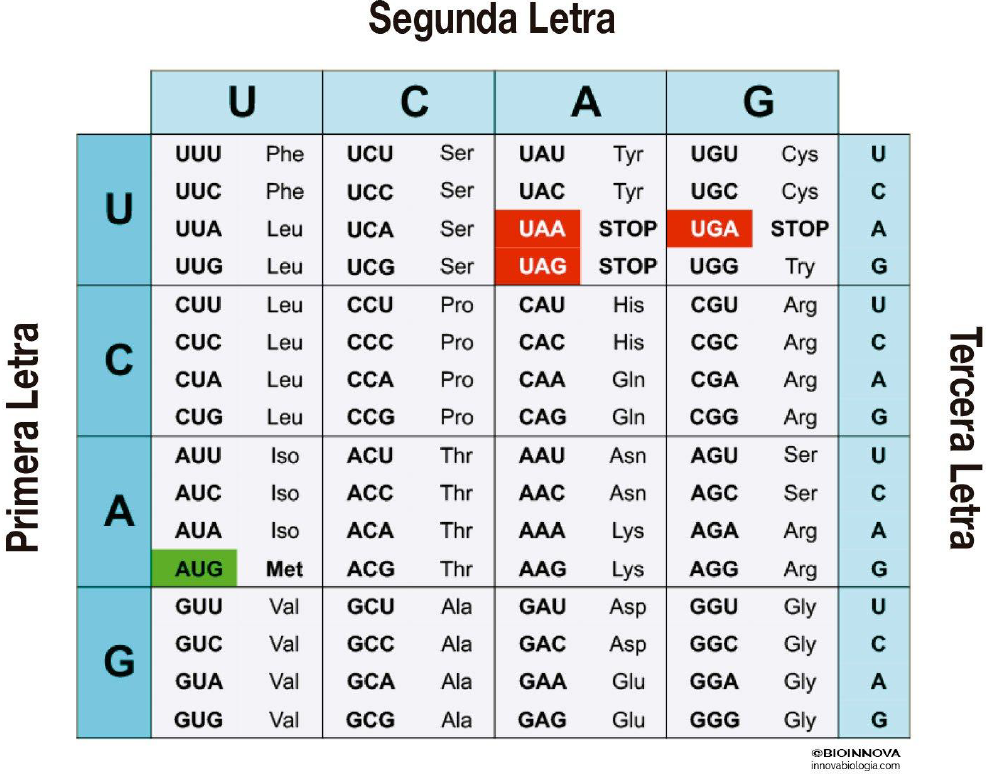 Segunda Letra
U C A G
UUU Phe UCU Ser UAU Tyr UGU Cys U
UUC Phe UCC Ser UAC Tyr UGC Cys C
U
UUA Leu UCA Ser UAA STOP UGA STOP A
UUG Leu UCG Ser UAG STOP UGG Try G
CUU Leu CCU Pro CAU His CGU Arg U
CUC Leu CCC Pro CAC His CGC Arg C
C
CUA Leu CCA Pro CAA Gln CGA Arg A
CUG Leu CCG Pro CAG Gln CGG Arg G
Primera Letra
Tercera Letra
AUU Iso ACU Thr AAU Asn AGU Ser U
AUC Iso ACC Thr AAC Asn AGC Ser C
A
AUA Iso ACA Thr AAA Lys AGA Arg A
AUG Met ACG Thr AAG Lys AGG Arg G
GUU Val GCU Ala GAU Asp GGU Gly U
GUC Val GCC Ala GAC Asp GGC Gly C
G
GUA Val GCA Ala GAA Glu GGA Gly A
GUG Val GCG Ala GAG Glu GGG Gly G
©BIOINNOVA
innovabiologia.com